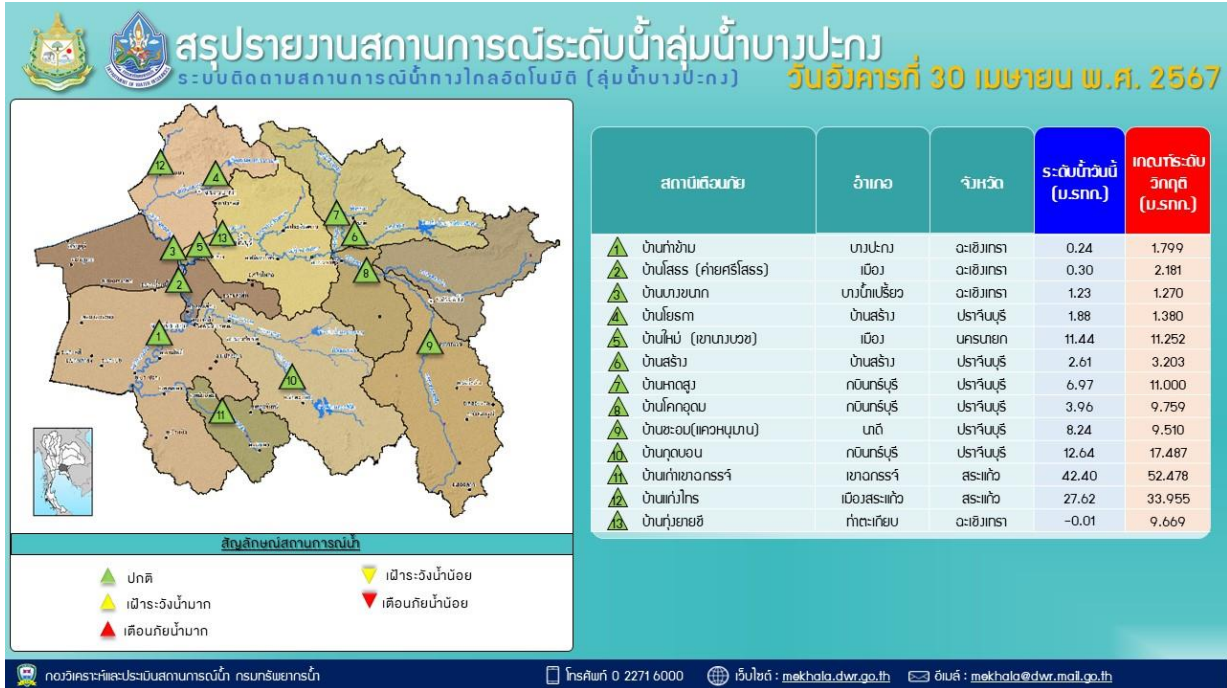 สรุปรายงานสถานการณ์ระดับน้ำลุ่มน้ำบางปะกง
ระบบติดตามสถานการณ์น้ำทางไกลอัตโนมัติ (ลุ่มน้ำบางปะกง)
วันอังคารที่ 30 เมษายน พ.ศ. 2567
12
4
7
13
5
6
3
8
2
1
9
10
11
สัญลักษณ์สถานการณ์น้ำ
ปกติ
เฝ้าระวังน้ำน้อย
เฝ้าระวังน้ำมาก
เตือนภัยน้ำน้อย
เตือนภัยน้ำมาก
สถานีเตือนภัย อำเภอ จังหวัด ระดับน้ำวันนี้ (ม.รทก.) เกณฑ์ระดับวิกฤติ (ม.รทก.)
1 บ้านท่าข้าม บางปะกง ฉะเชิงเทรา 0.24 1.799
2 บ้านโสธร (ค่ายศรีโสธร) เมือง ฉะเชิงเทรา 0.30 2.181
3 บ้านบางขนาก บางน้ำเปรี้ยว ฉะเชิงเทรา 1.23 1.270
4 บ้านโยธกา บ้านสร้าง ปราจีนบุรี 1.88 1.380
5 บ้านใหม่ (เขานางบวช) เมือง นครนายก 11.44 11.252
6 บ้านสร้าง บ้านสร้าง ปราจีนบุรี 2.61 3.203
7 บ้านหาดสูง กบินทร์บุรี ปราจีนบุรี 6.97 11.000
8 บ้านโคกอุดม กบินทร์บุรี ปราจีนบุรี 3.96 9.759
9 บ้านซะอม(แควหนุมาน) นาดี ปราจีนบุรี 8.24 9.510
10 บ้านกุดบอน กบินทร์บุรี ปราจีนบุรี 12.64 17.487
11 บ้านเก่าเขาฉกรรจ์ เขาฉกรรจ์ สระแก้ว 42.40 52.478
12 บ้านแก่งไทร เมืองสระแก้ว สระแก้ว 27.62 33.955
13 บ้านทุ่งยายชี ท่าตะเกียบ ฉะเชิงเทรา -0.01 9.669
กองวิเคราะห์และประเมินสถานการณ์น้ำ กรมทรัพยากรน้ำ
โทรศัพท์ 0 2271 6000
เว็บไซต์ : mekhala.dwr.go.th
อีเมล์ : mekhala@dwr.mail.go.th